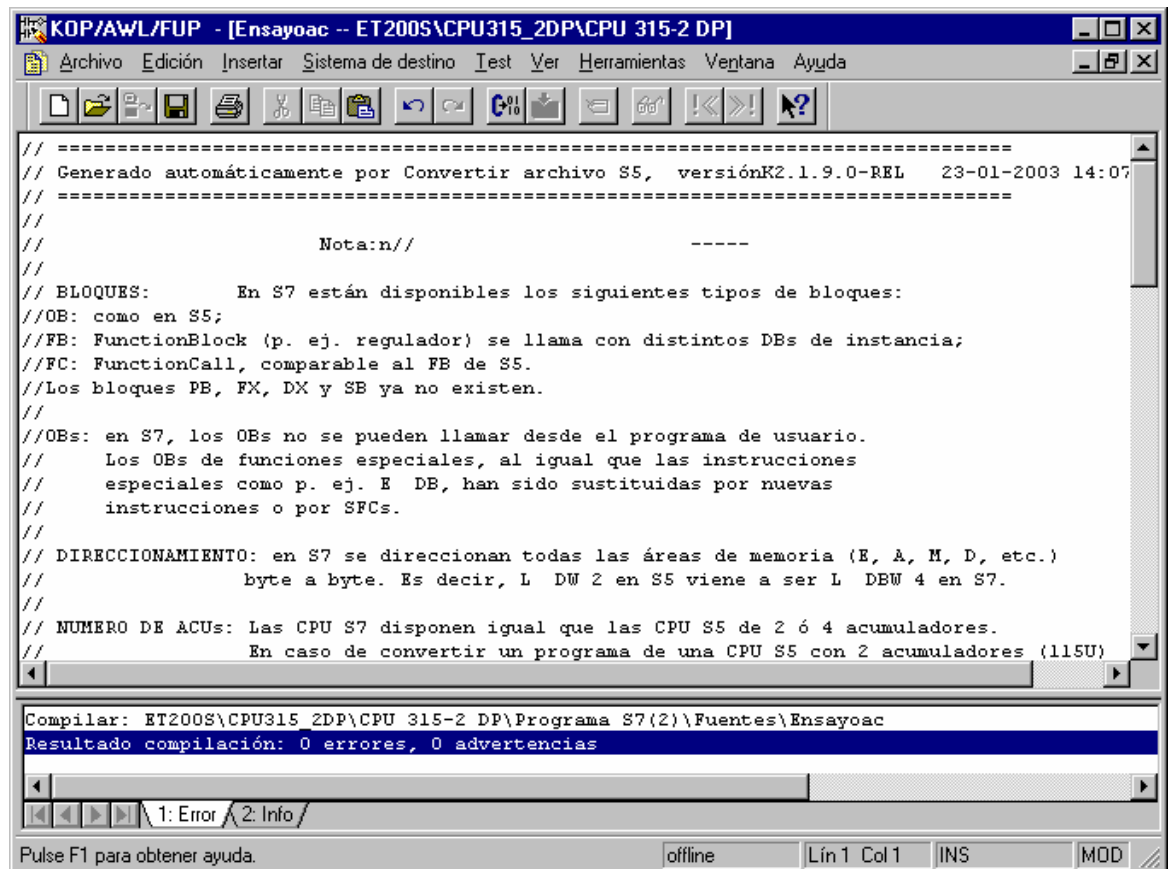 KOP/AWL/FUP - [Ensayoac -- ET200S\CPU315_2DP\CPU 315-2 DP]
Archivo Edición Insertar Sistema de destino Test Ver Herramientas Ventana Ayuda
// ==============================================================================
// Generado automáticamente por Convertir archivo S5, versiónK2.1.9.0-REL 23-01-2003 14:07
// ==============================================================================
//
// Nota:n// -----
//
// BLOQUES: En S7 están disponibles los siguientes tipos de bloques:
//OB: como en S5;
//FB: FunctionBlock (p. ej. regulador) se llama con distintos DBs de instancia;
//FC: FunctionCall, comparable al FB de S5.
//Los bloques PB, FX, DX y SB ya no existen.
//
//OBs: en S7, los OBs no se pueden llamar desde el programa de usuario.
// Los OBs de funciones especiales, al igual que las instrucciones
// especiales como p. ej. E DB, han sido sustituidas por nuevas
// instrucciones o por SFCs.
//
// DIRECCIONAMIENTO: en S7 se direccionan todas las áreas de memoria (E, A, M, D, etc.)
// byte a byte. Es decir, L DW 2 en S5 viene a ser L DBW 4 en S7.
//
// NUMERO DE ACUs: Las CPU S7 disponen igual que las CPU S5 de 2 ó 4 acumuladores.
// En caso de convertir un programa de una CPU S5 con 2 acumuladores (115U)
Compilar: ET200S\CPU315_2DP\CPU 315-2 DP\Programa S7(2)\Fuentes\Ensayoac
Resultado compilación: 0 errores, 0 advertencias
1: Error 2: Info
Pulse F1 para obtener ayuda. offline Lín 1 Col 1 INS MOD